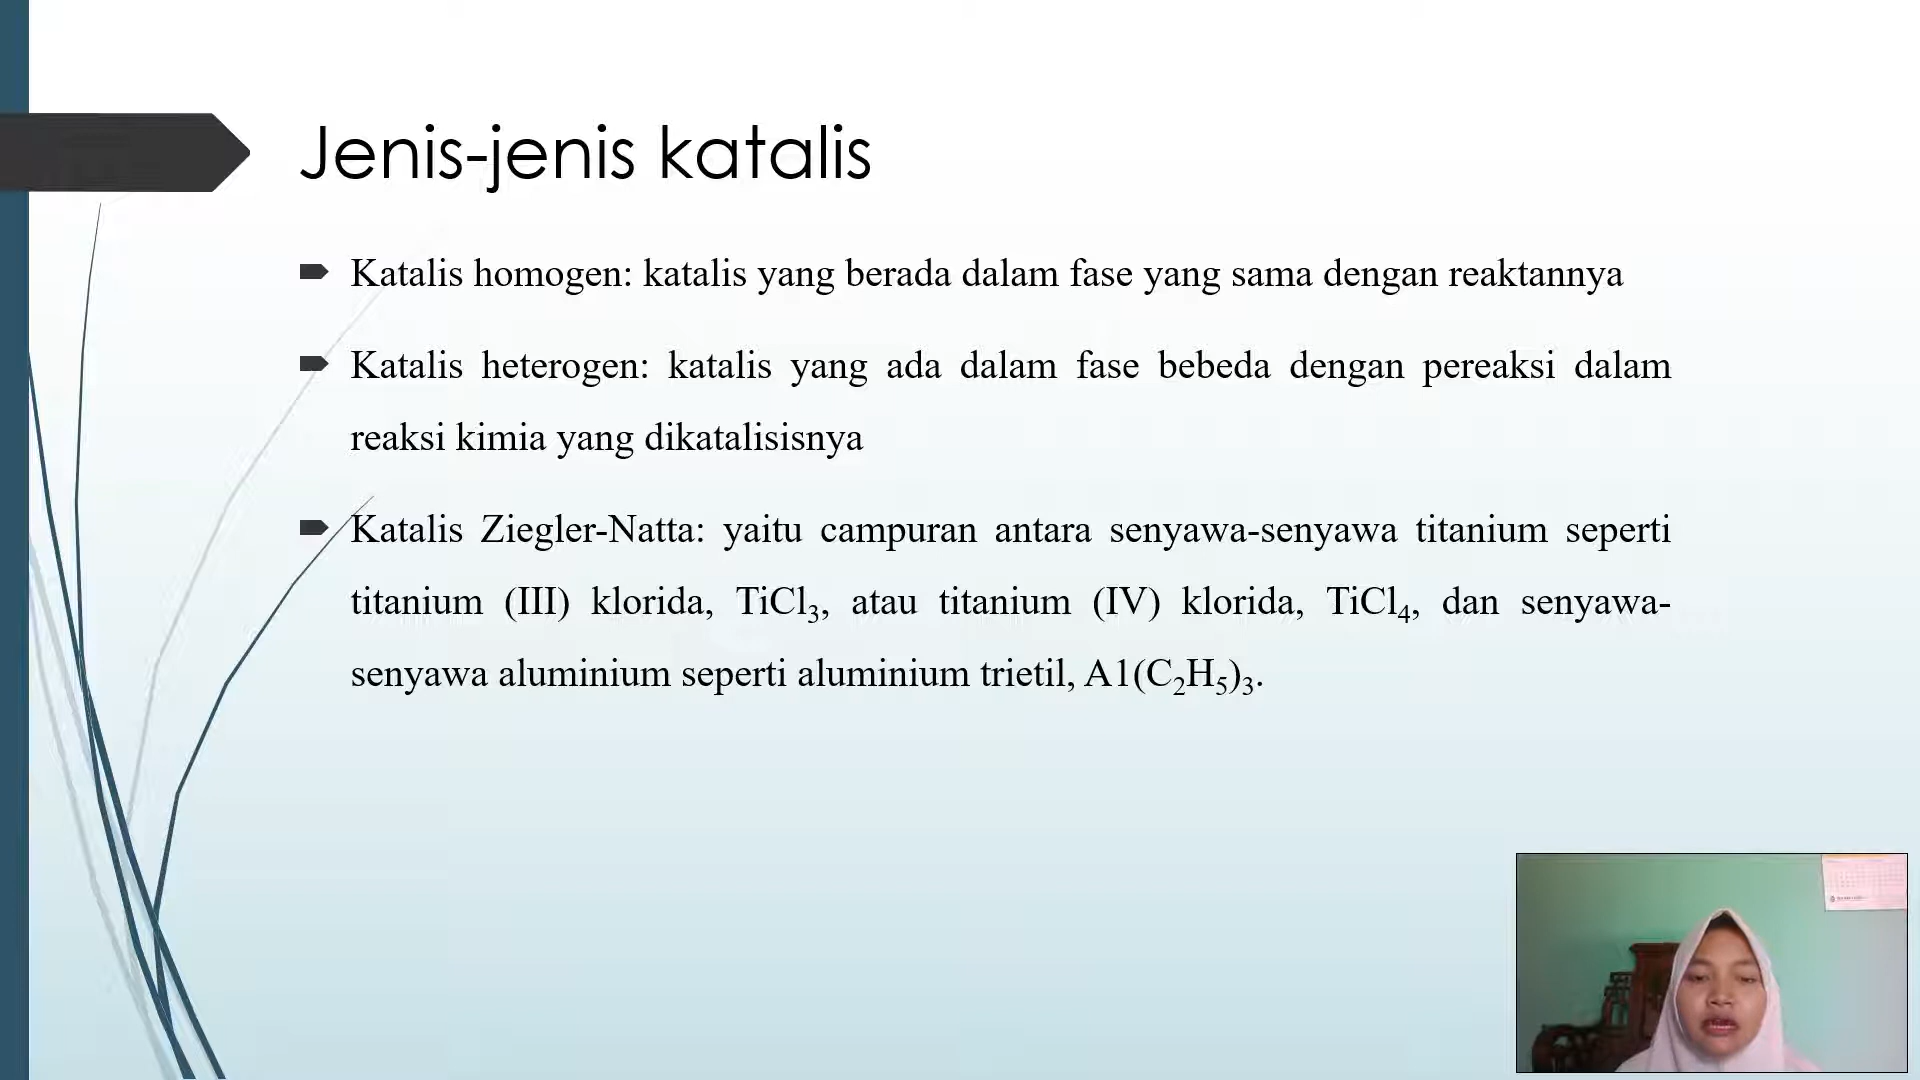 Jenis-jenis katalis
Katalis homogen: katalis yang berada dalam fase yang sama dengan reaktannya
Katalis heterogen: katalis yang ada dalam fase bebeda dengan pereaksi dalam
reaksi kimia yang dikatalisisnya
Katalis Ziegler-Natta: yaitu campuran antara senyawa-senyawa titanium seperti
titanium (III) klorida, TiCl₃, atau titanium (IV) klorida, TiCl₄, dan senyawa-
senyawa aluminium seperti aluminium trietil, A1(C₂H₅)₃.